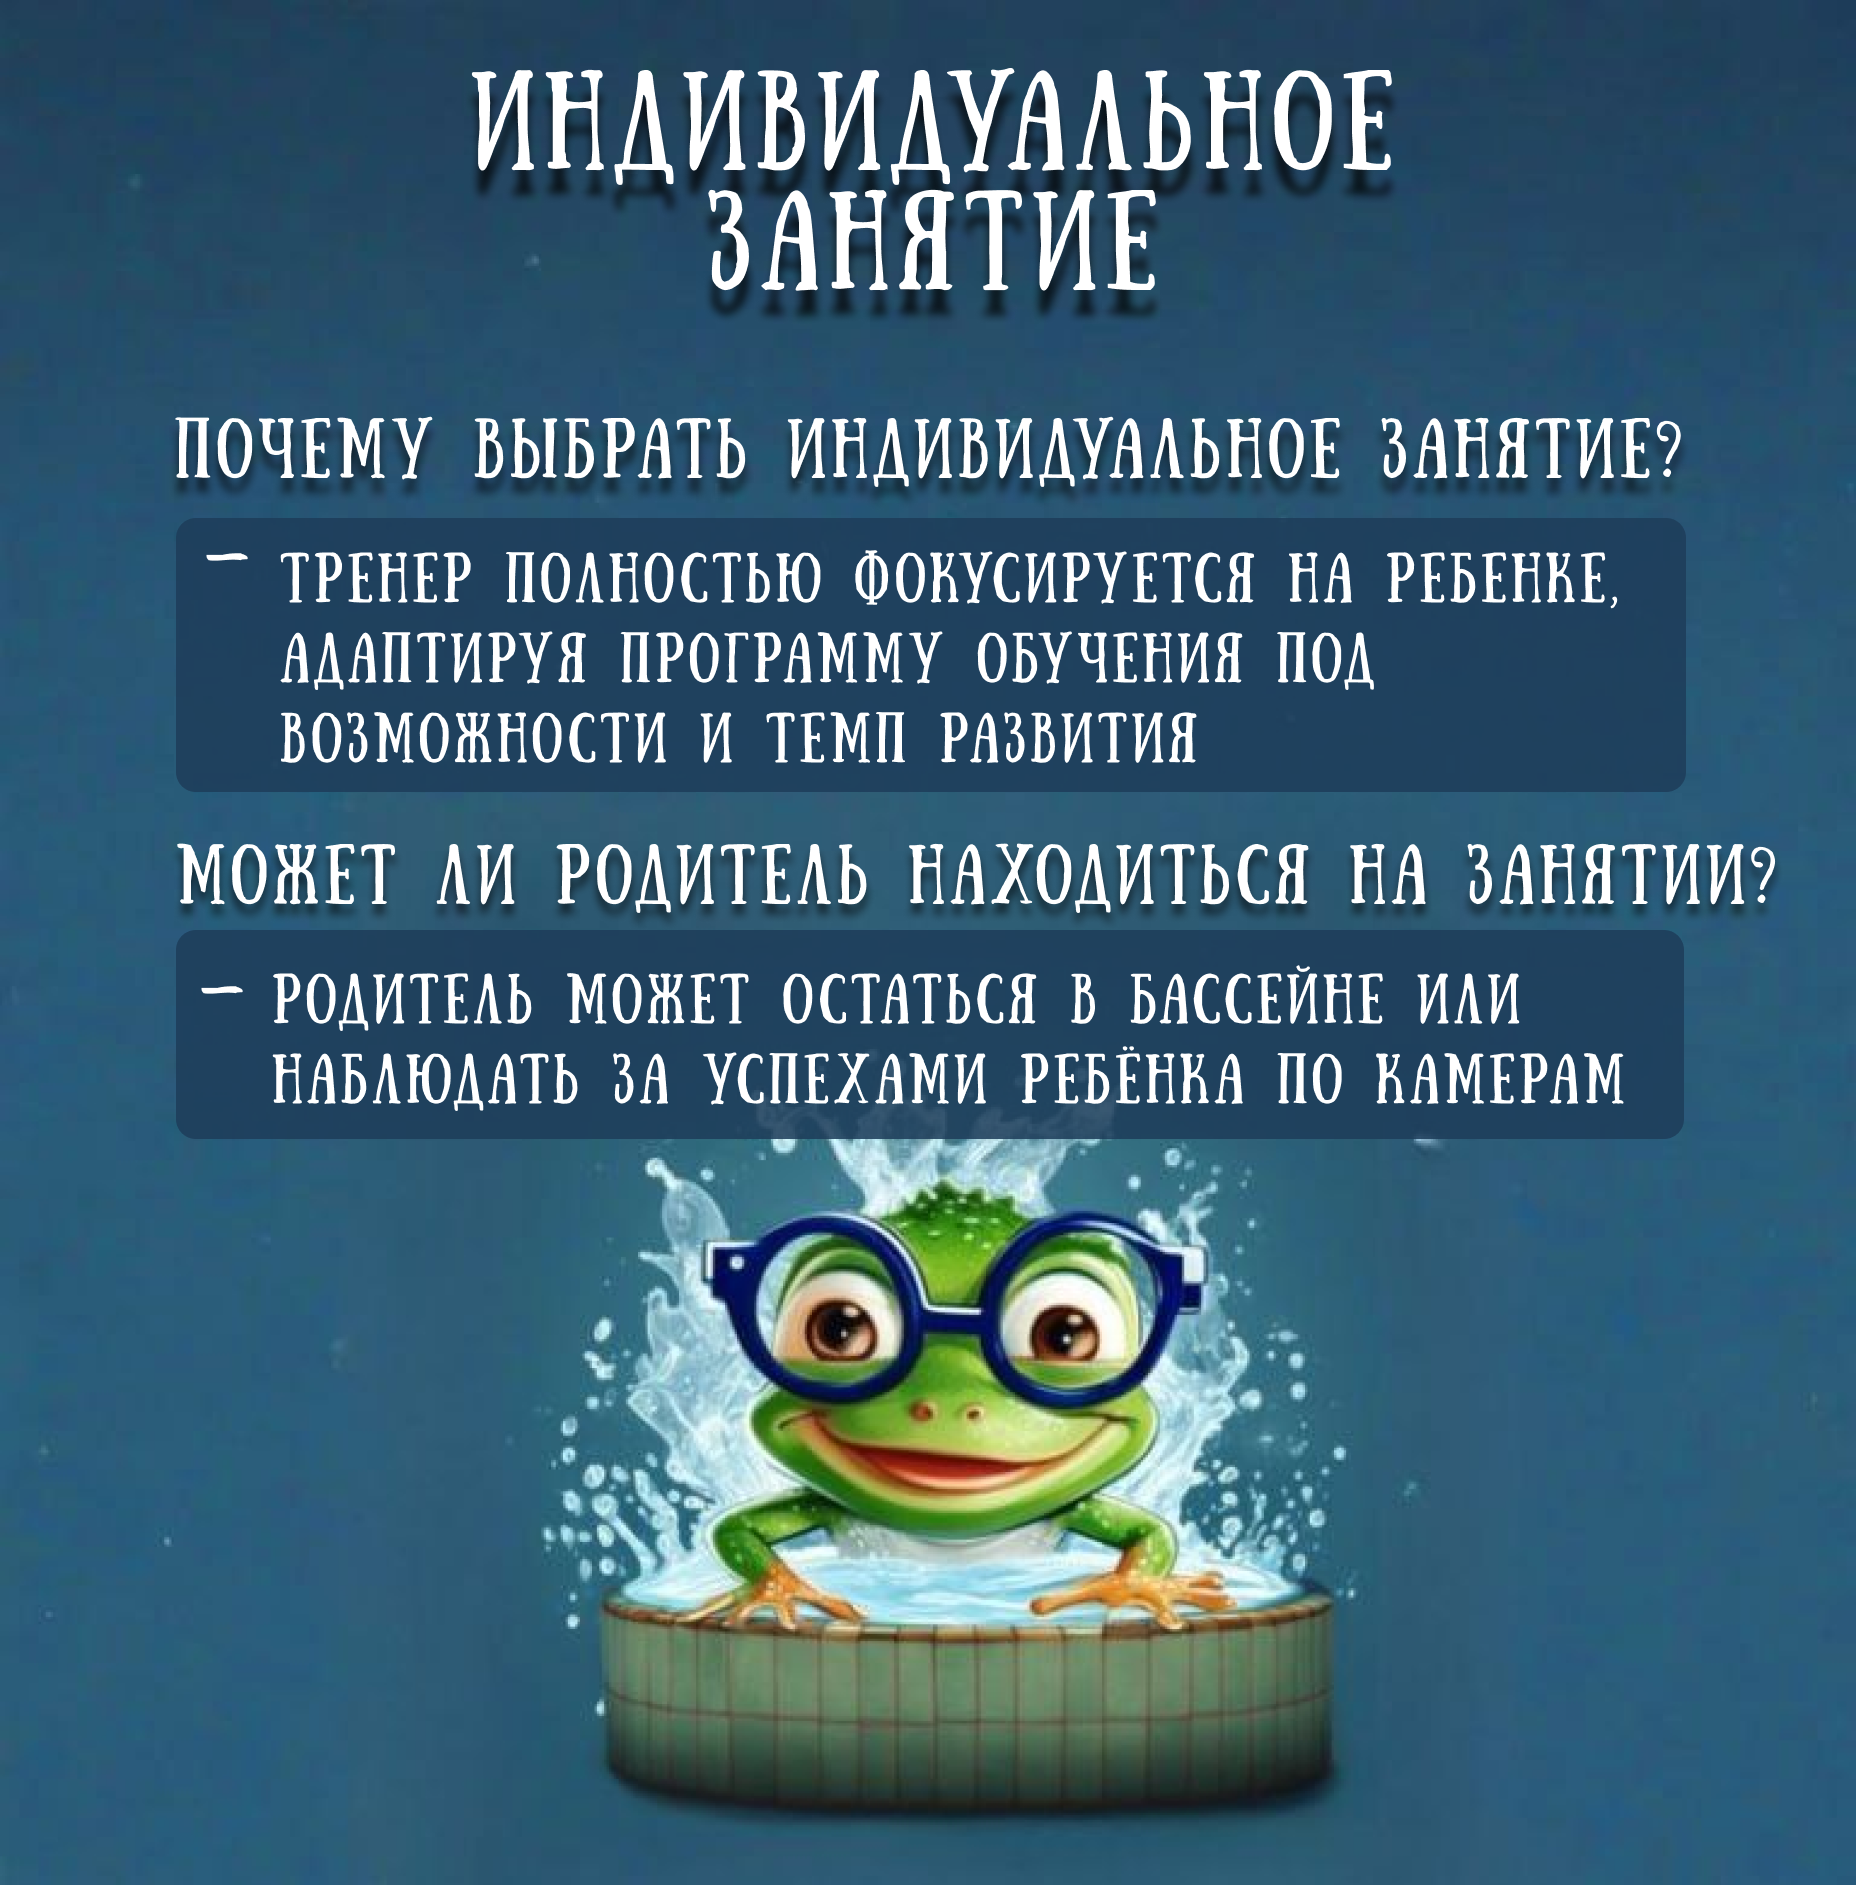 ИНДИВИДУАЛЬНОЕ
ЗАНЯТИЕ
ПОЧЕМУ ВЫБРАТЬ ИНДИВИДУАЛЬНОЕ ЗАНЯТИЕ?
— ТРЕНЕР ПОЛНОСТЬЮ ФОКУСИРУЕТСЯ НА РЕБЕНКЕ,
АДАПТИРУЯ ПРОГРАММУ ОБУЧЕНИЯ ПОД
ВОЗМОЖНОСТИ И ТЕМП РАЗВИТИЯ
МОЖЕТ ЛИ РОДИТЕЛЬ НАХОДИТЬСЯ НА ЗАНЯТИИ?
— РОДИТЕЛЬ МОЖЕТ ОСТАТЬСЯ В БАССЕЙНЕ ИЛИ
НАБЛЮДАТЬ ЗА УСПЕХАМИ РЕБЁНКА ПО КАМЕРАМ